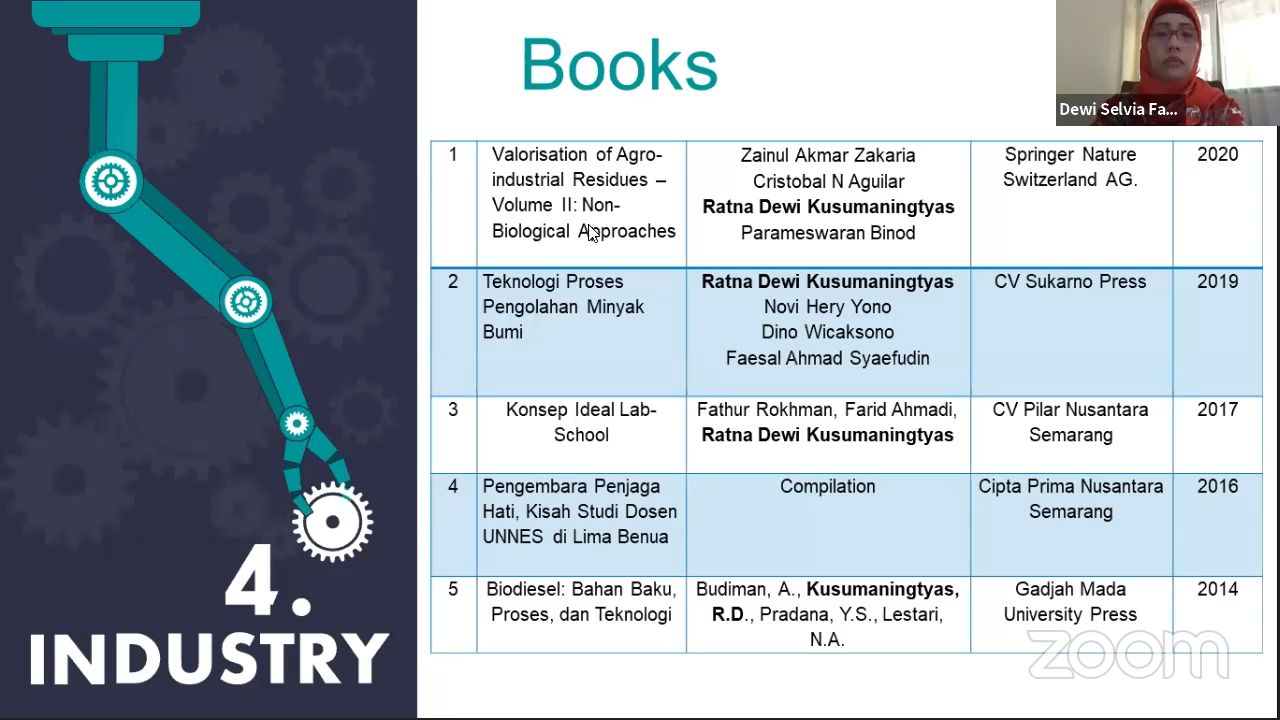 Books
Dewi Selvia Fa...
1
Valorisation of Agro-
industrial Residues –
Volume II: Non-
Biological Approaches
Zainul Akmar Zakaria
Cristobal N Aguilar
Ratna Dewi Kusumaningtyas
Parameswaran Binod
Springer Nature
Switzerland AG.
2020
2
Teknologi Proses
Pengolahan Minyak
Bumi
Ratna Dewi Kusumaningtyas
Novi Hery Yono
Dino Wicaksono
Faesal Ahmad Syaefudin
CV Sukarno Press
2019
3
Konsep Ideal Lab-
School
Fathur Rokhman, Farid Ahmadi,
Ratna Dewi Kusumaningtyas
CV Pilar Nusantara
Semarang
2017
4
Pengembara Penjaga
Hati, Kisah Studi Dosen
UNNES di Lima Benua
Compilation
Cipta Prima Nusantara
Semarang
2016
5
Biodiesel: Bahan Baku,
Proses, dan Teknologi
Budiman, A., Kusumaningtyas,
R.D., Pradana, Y.S., Lestari,
N.A.
Gadjah Mada
University Press
2014
4.
INDUSTRY
zoom